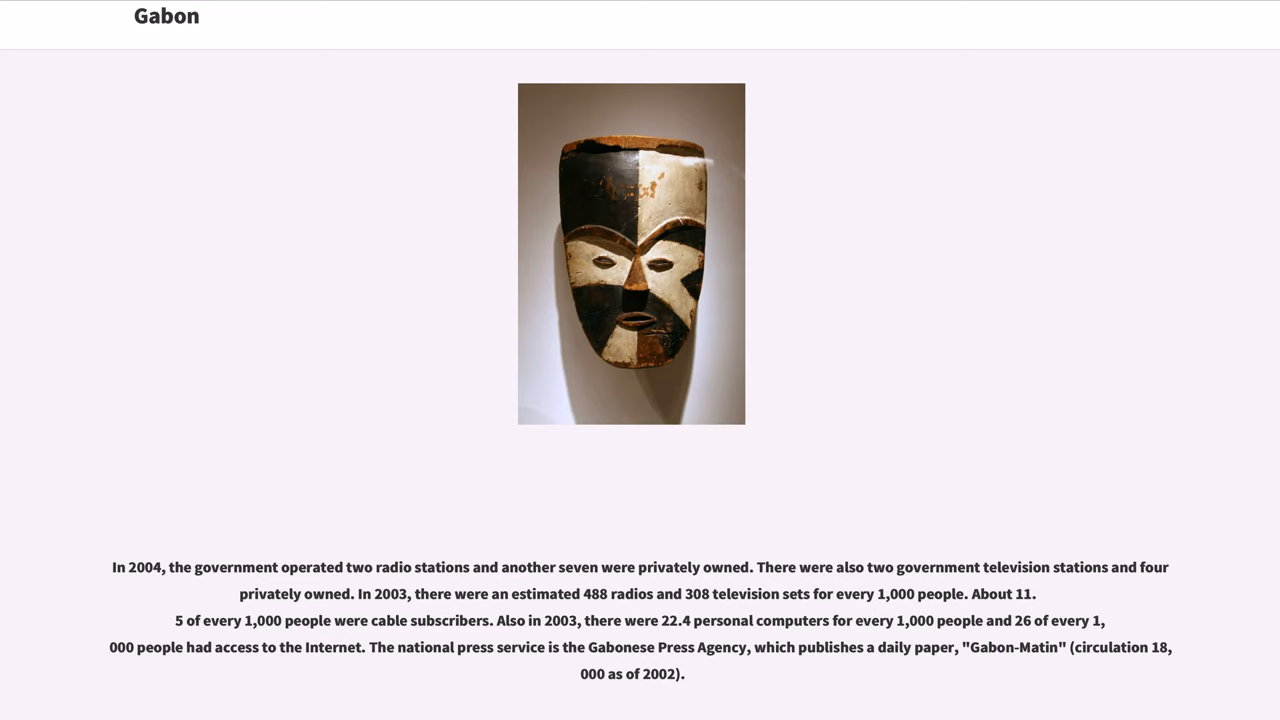 Gabon
In 2004, the government operated two radio stations and another seven were privately owned. There were also two government television stations and four
privately owned. In 2003, there were an estimated 488 radios and 308 television sets for every 1,000 people. About 11.
5 of every 1,000 people were cable subscribers. Also in 2003, there were 22.4 personal computers for every 1,000 people and 26 of every 1,
000 people had access to the Internet. The national press service is the Gabonese Press Agency, which publishes a daily paper, "Gabon-Matin" (circulation 18,
000 as of 2002).